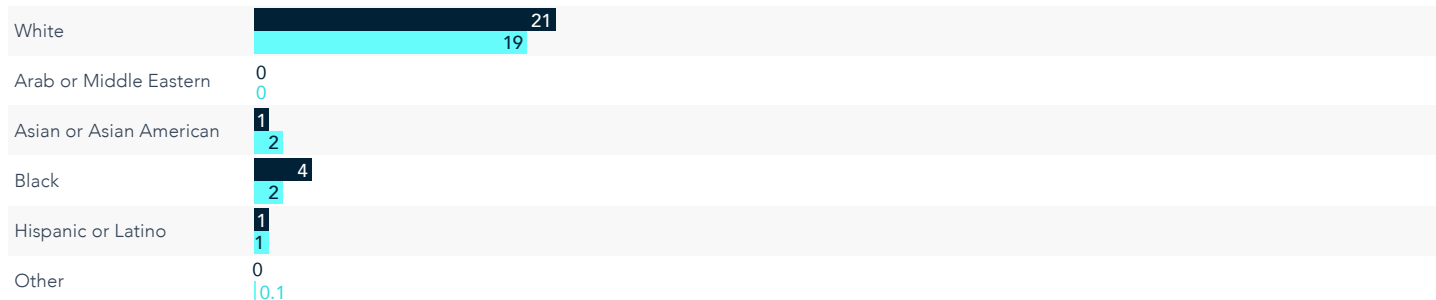 White
21
19
Arab or Middle Eastern
0
0
Asian or Asian American
1
2
Black
4
2
Hispanic or Latino
1
1
Other
0
0.1